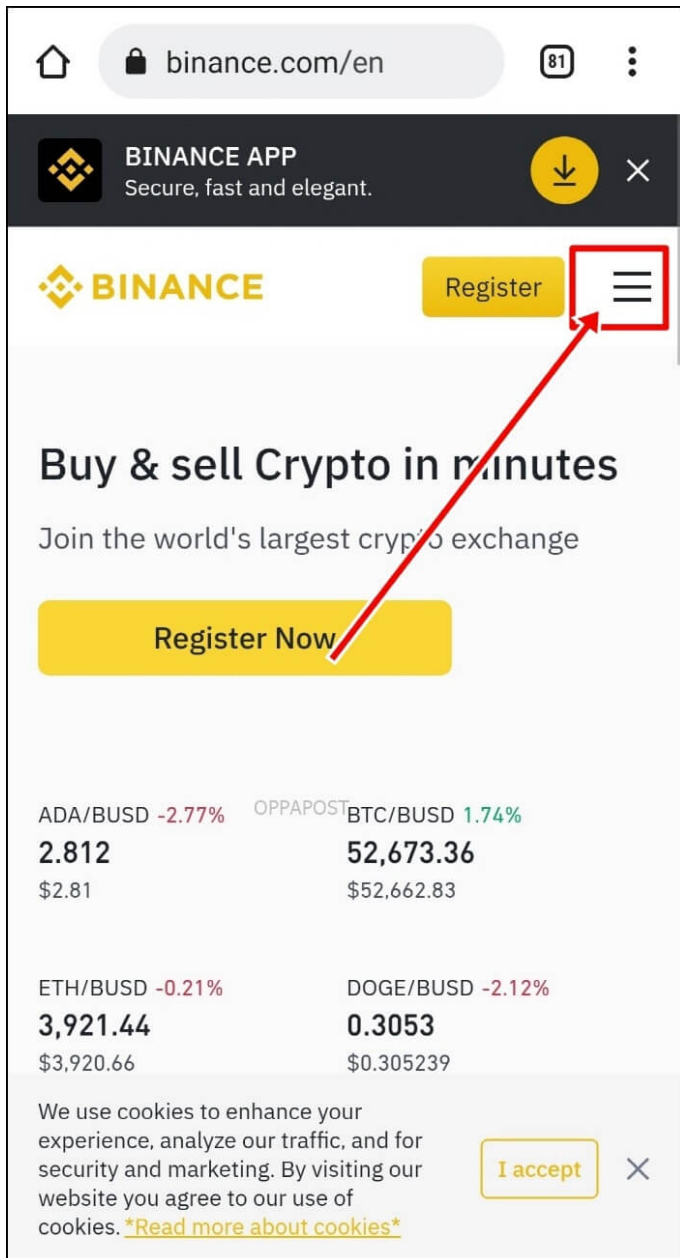 binance.com/en
81
BINANCE APP
Secure, fast and elegant.
BINANCE
Register
Buy & sell Crypto in minutes
Join the world's largest crypto exchange
Register Now
OPPAPOST
ADA/BUSD -2.77%
2.812
$2.81
BTC/BUSD 1.74%
52,673.36
$52,662.83
ETH/BUSD -0.21%
3,921.44
$3,920.66
DOGE/BUSD -2.12%
0.3053
$0.305239
We use cookies to enhance your
experience, analyze our traffic, and for
security and marketing. By visiting our
website you agree to our use of
cookies. *Read more about cookies*
I accept